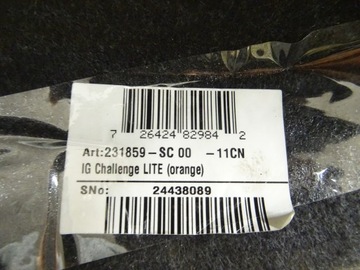 7 26424 82984 2
Art:231859-SC 00 -11CN
IG Challenge LITE (orange)
SNo: 24438089